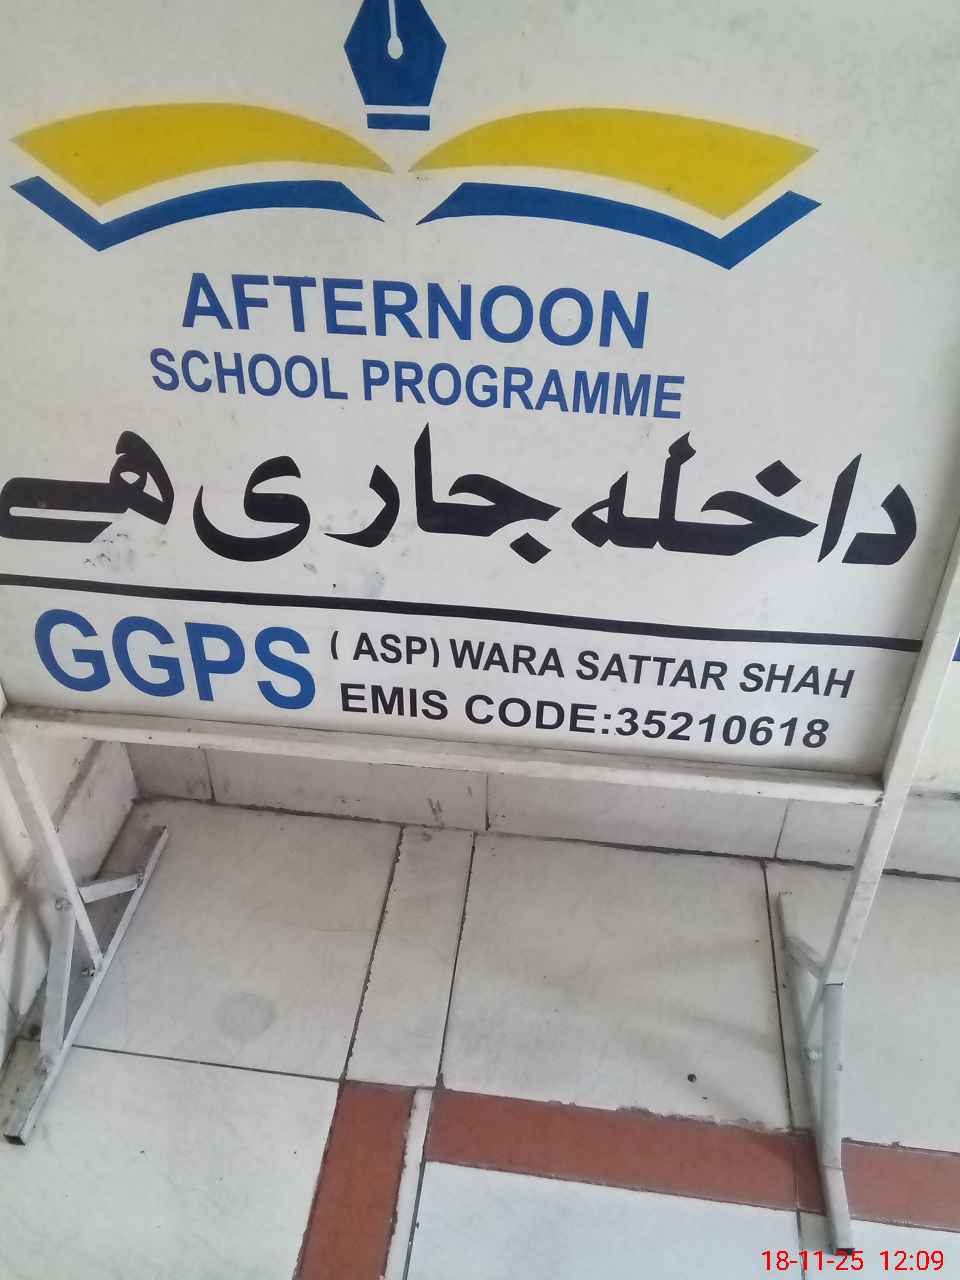 AFTERNOON
SCHOOL PROGRAMME
داخلہ جاری ہے
GGPS (ASP) WARA SATTAR SHAH
EMIS CODE:35210618
18-11-25 12:09